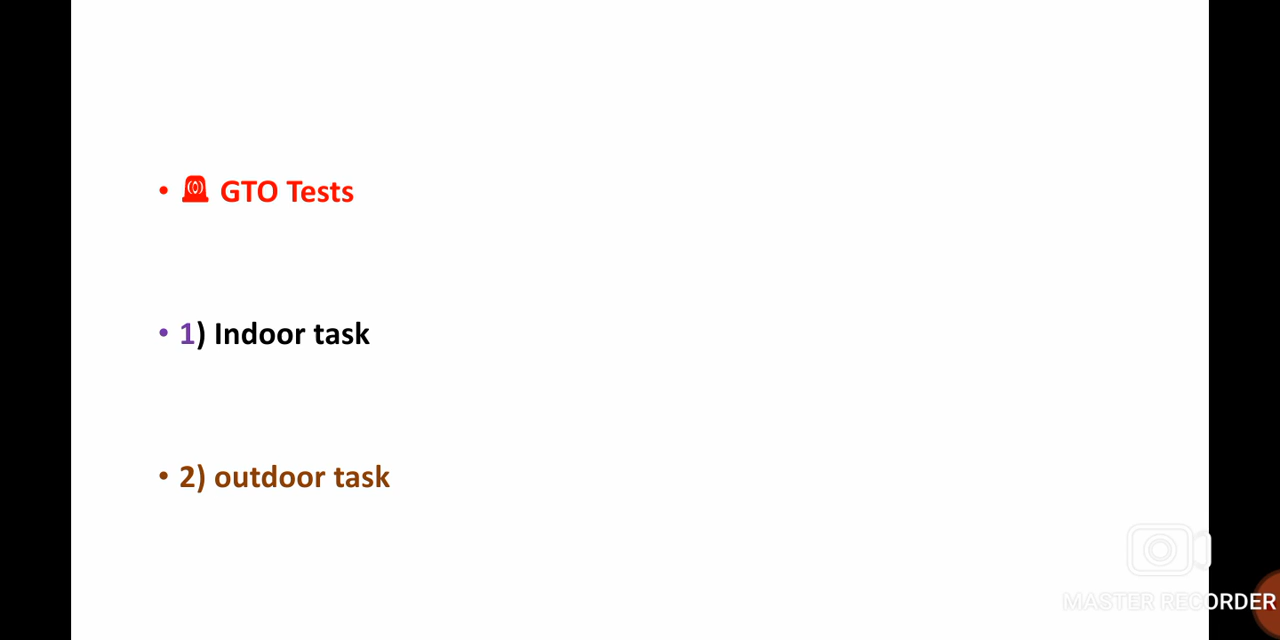 • 🚨 GTO Tests
• 1) Indoor task
• 2) outdoor task
MASTER RECORDER